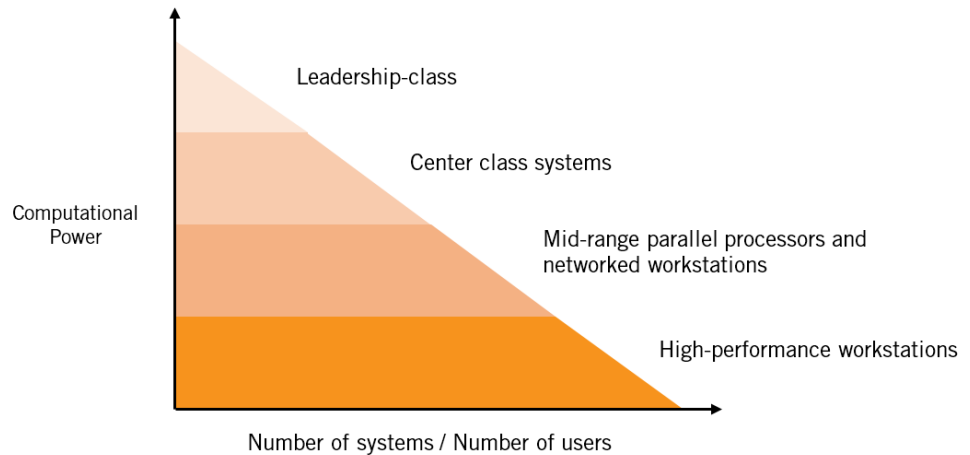 Leadership-class
Center class systems
Computational
Power
Mid-range parallel processors and
networked workstations
High-performance workstations
Number of systems / Number of users